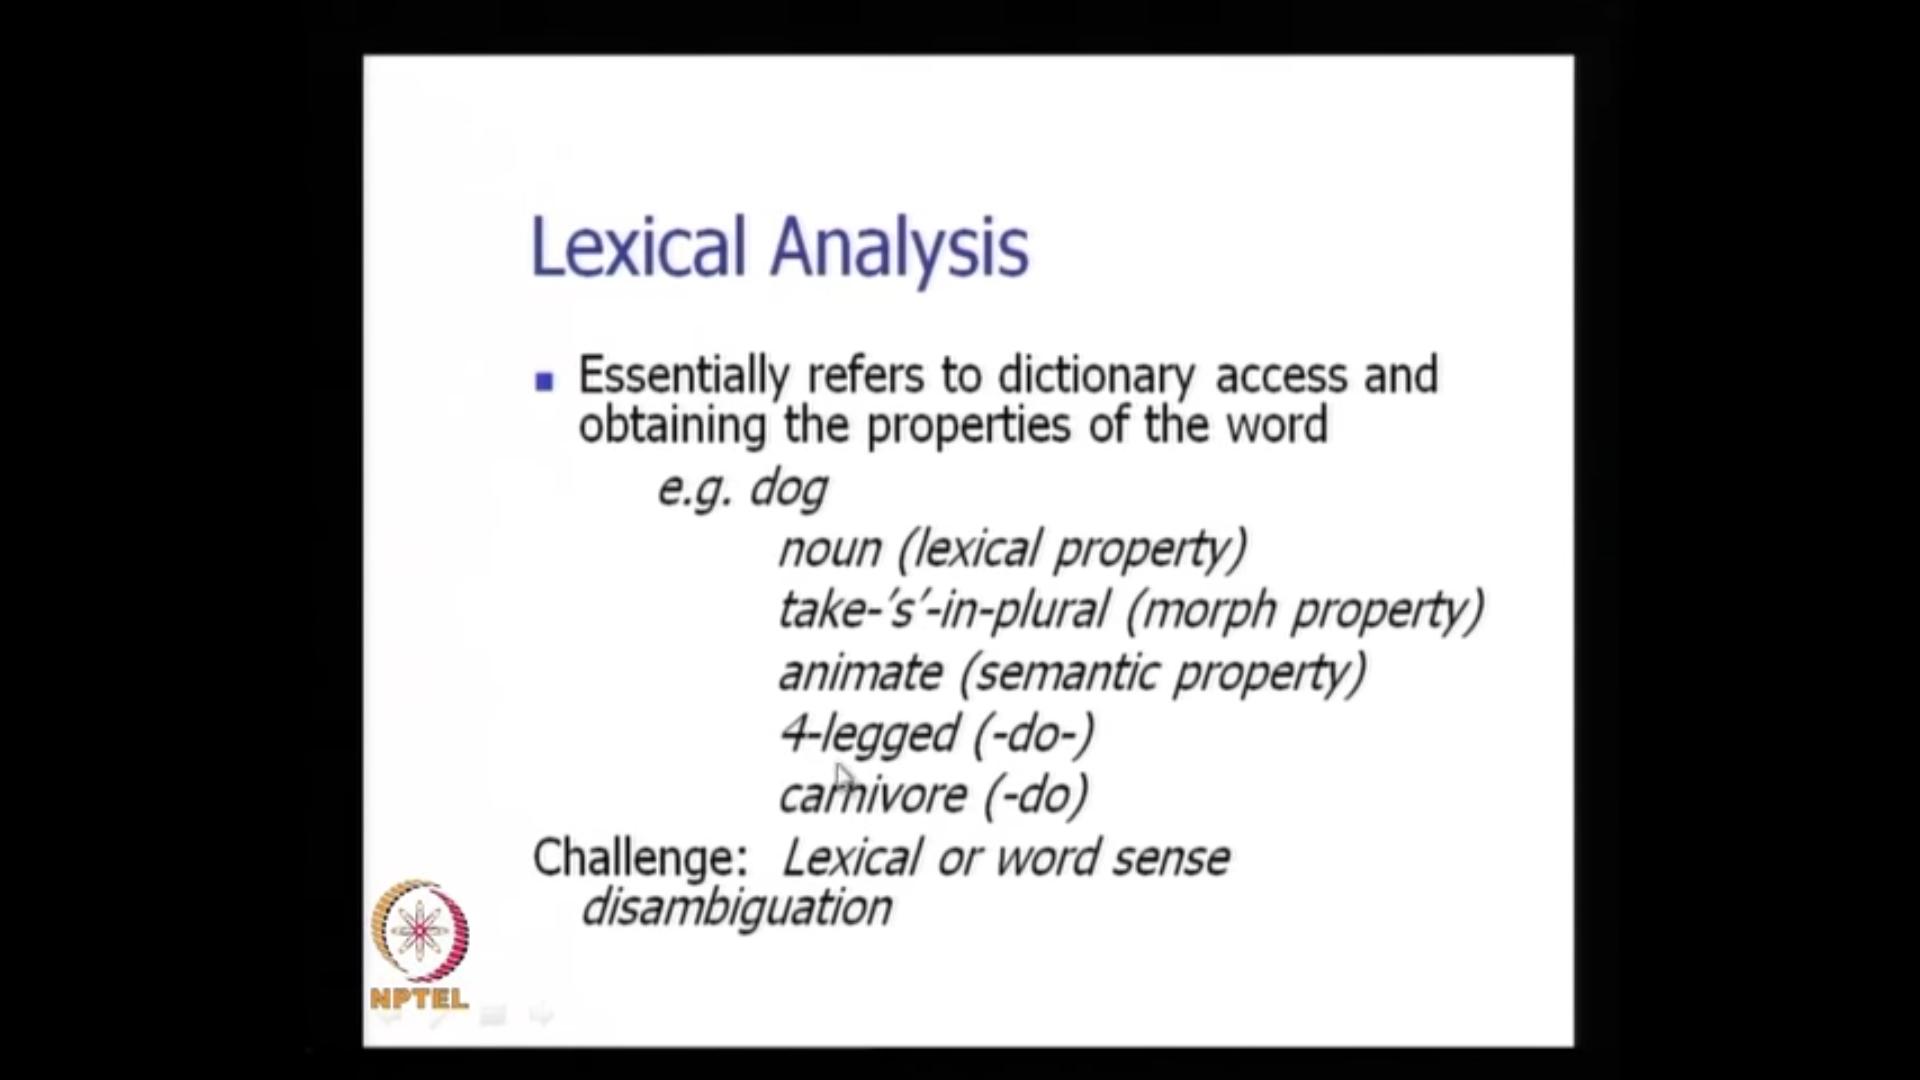 Lexical Analysis
Essentially refers to dictionary access and
obtaining the properties of the word
e.g. dog
noun (lexical property)
take-’s’-in-plural (morph property)
animate (semantic property)
4-legged (-do-)
carnivore (-do)
Challenge: Lexical or word sense
disambiguation
NPTEL